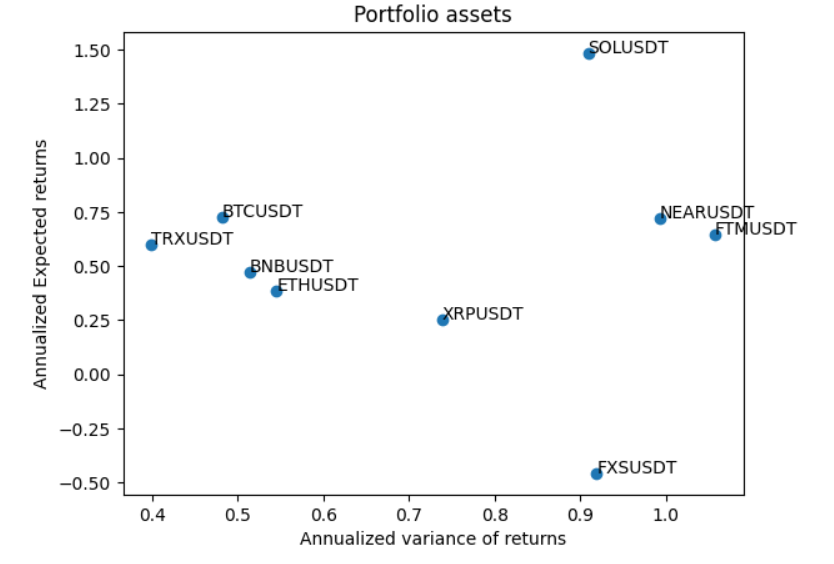 Portfolio assets
Annualized Expected returns
1.50
1.25
1.00
0.75
0.50
0.25
0.00
−0.25
−0.50
SOLUSDT
BTCUSDT
NEARUSDT
FTMUSDT
TRXUSDT
BNBUSDT
ETHUSDT
XRPUSDT
FXSUSDT
0.4 0.5 0.6 0.7 0.8 0.9 1.0
Annualized variance of returns